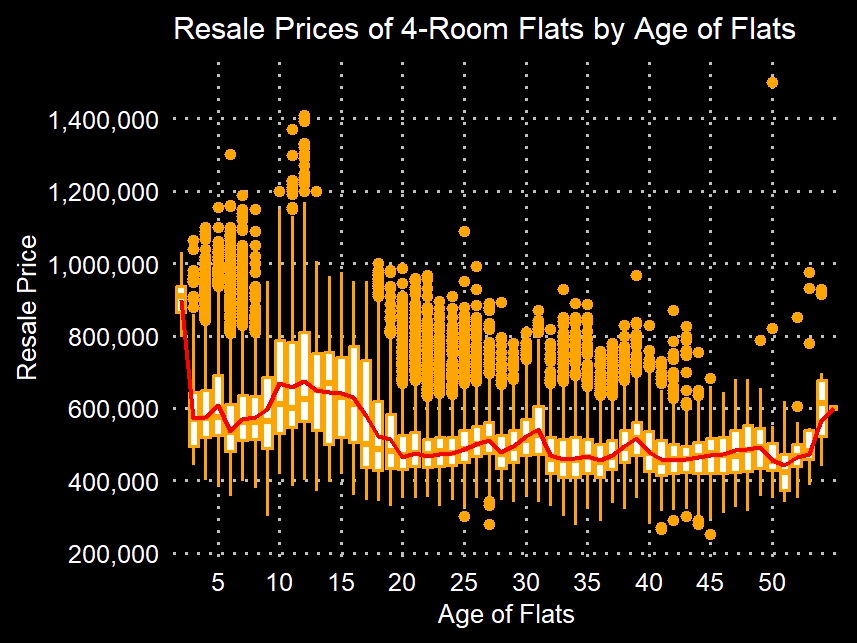 Resale Prices of 4-Room Flats by Age of Flats
Resale Price
1,400,000
1,200,000
1,000,000
800,000
600,000
400,000
200,000
5 10 15 20 25 30 35 40 45 50
Age of Flats